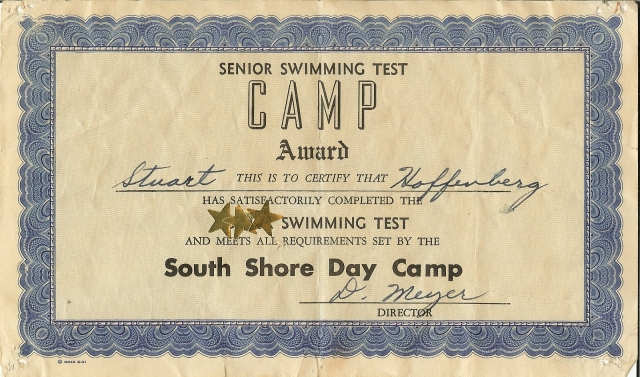 SENIOR SWIMMING TEST
CAMP
Award
Stuart THIS IS TO CERTIFY THAT Hoffenberg
HAS SATISFACTORILY COMPLETED THE
SWIMMING TEST
AND MEETS ALL REQUIREMENTS SET BY THE
South Shore Day Camp
D. Meyer
DIRECTOR